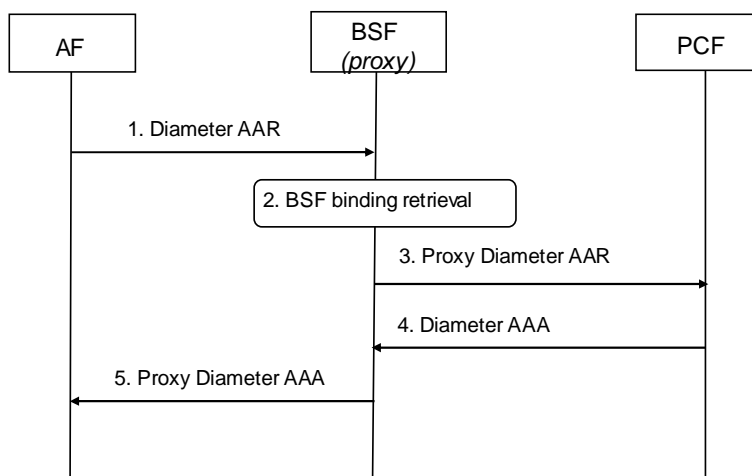 AF
BSF
(proxy)
PCF
1. Diameter AAR
2. BSF binding retrieval
3. Proxy Diameter AAR
4. Diameter AAA
5. Proxy Diameter AAA